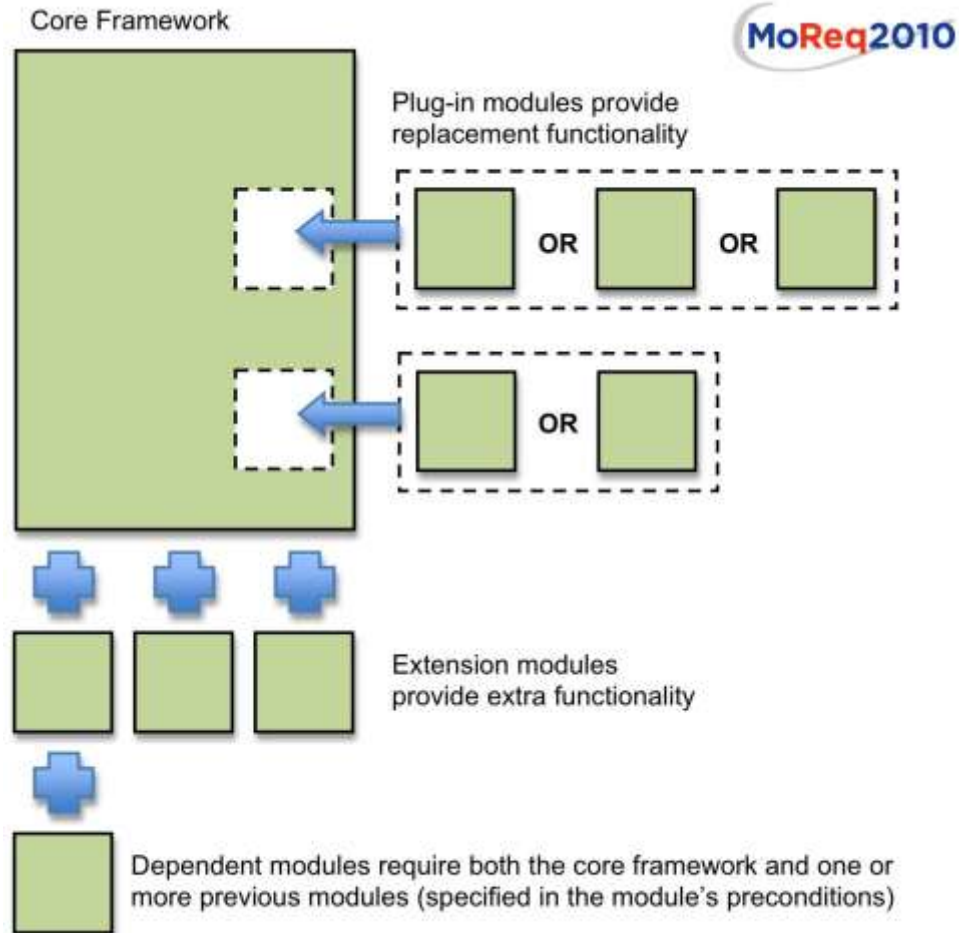 Core Framework
MoReq2010
Plug-in modules provide
replacement functionality
OR
OR
OR
Extension modules
provide extra functionality
Dependent modules require both the core framework and one or
more previous modules (specified in the module's preconditions)